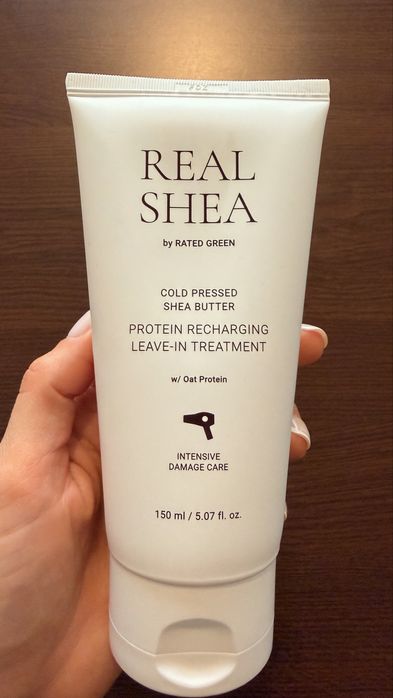 REAL
SHEA
by RATED GREEN
COLD PRESSED
SHEA BUTTER
PROTEIN RECHARGING
LEAVE-IN TREATMENT
w/ Oat Protein
INTENSIVE
DAMAGE CARE
150 ml / 5.07 fl. oz.